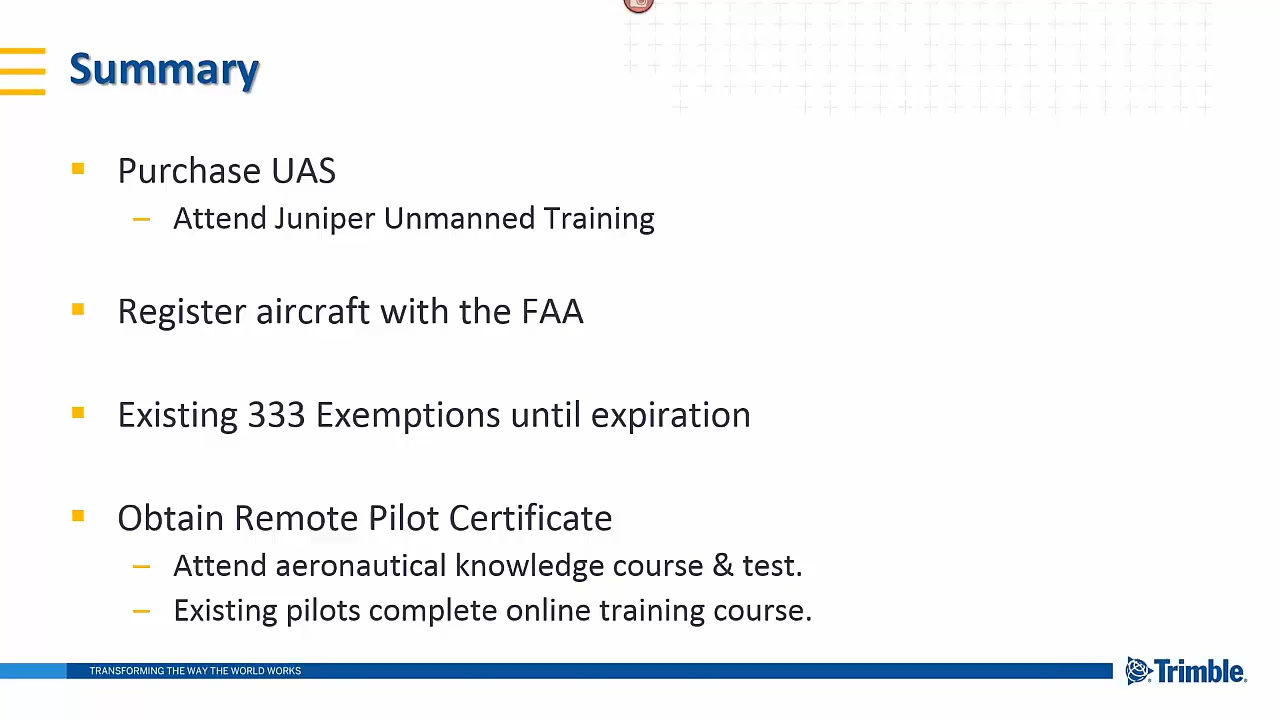 Summary
Purchase UAS
– Attend Juniper Unmanned Training
Register aircraft with the FAA
Existing 333 Exemptions until expiration
Obtain Remote Pilot Certificate
– Attend aeronautical knowledge course & test.
– Existing pilots complete online training course.
TRANSFORMING THE WAY THE WORLD WORKS
Trimble